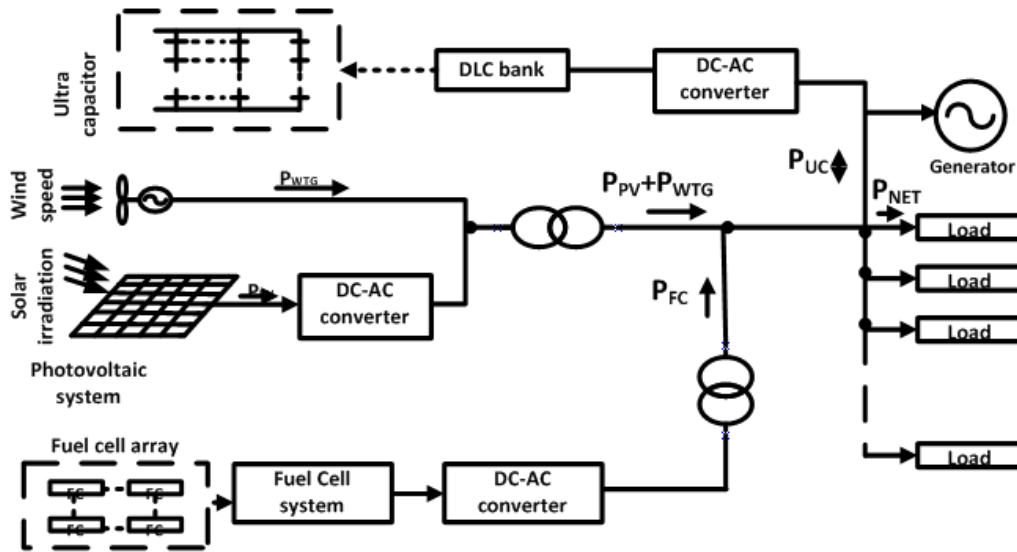 Ultra
capacitor
DLC bank
DC-AC
converter
Generator
P_UC
P_NET
Wind
speed
P_WTG
P_PV+P_WTG
Load
Load
Load
Load
Solar
irradiation
DC-AC
converter
P_FC
Photovoltaic
system
Fuel cell array
FC
FC
FC
FC
Fuel Cell
system
DC-AC
converter